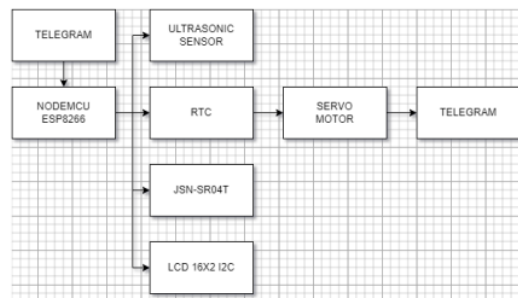 TELEGRAM
ULTRASONIC
SENSOR
NODEMCU
ESP8266
RTC
SERVO
MOTOR
TELEGRAM
JSN-SR04T
LCD 16X2 I2C